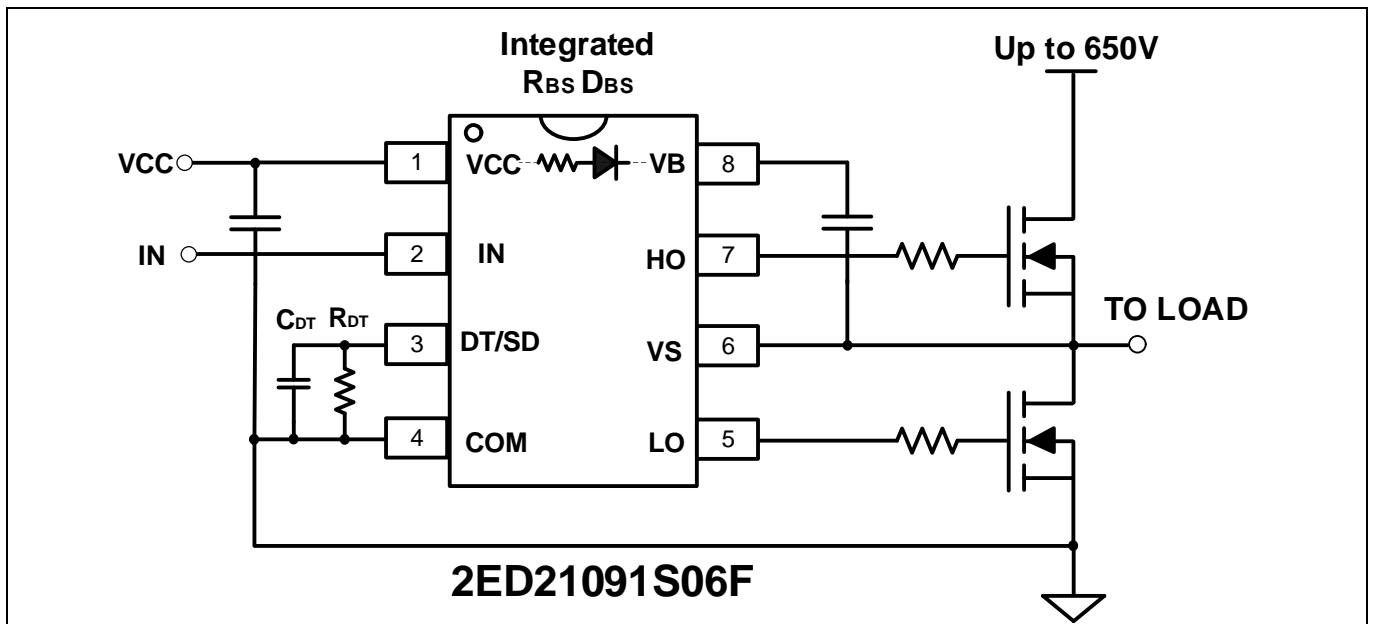 Integrated
RBS DBS
Up to 650V
VCC
1
VCC
VB
8
IN
2
IN
HO
7
CDT RDT
3
DT/SD
VS
6
TO LOAD
4
COM
LO
5
2ED21091S06F